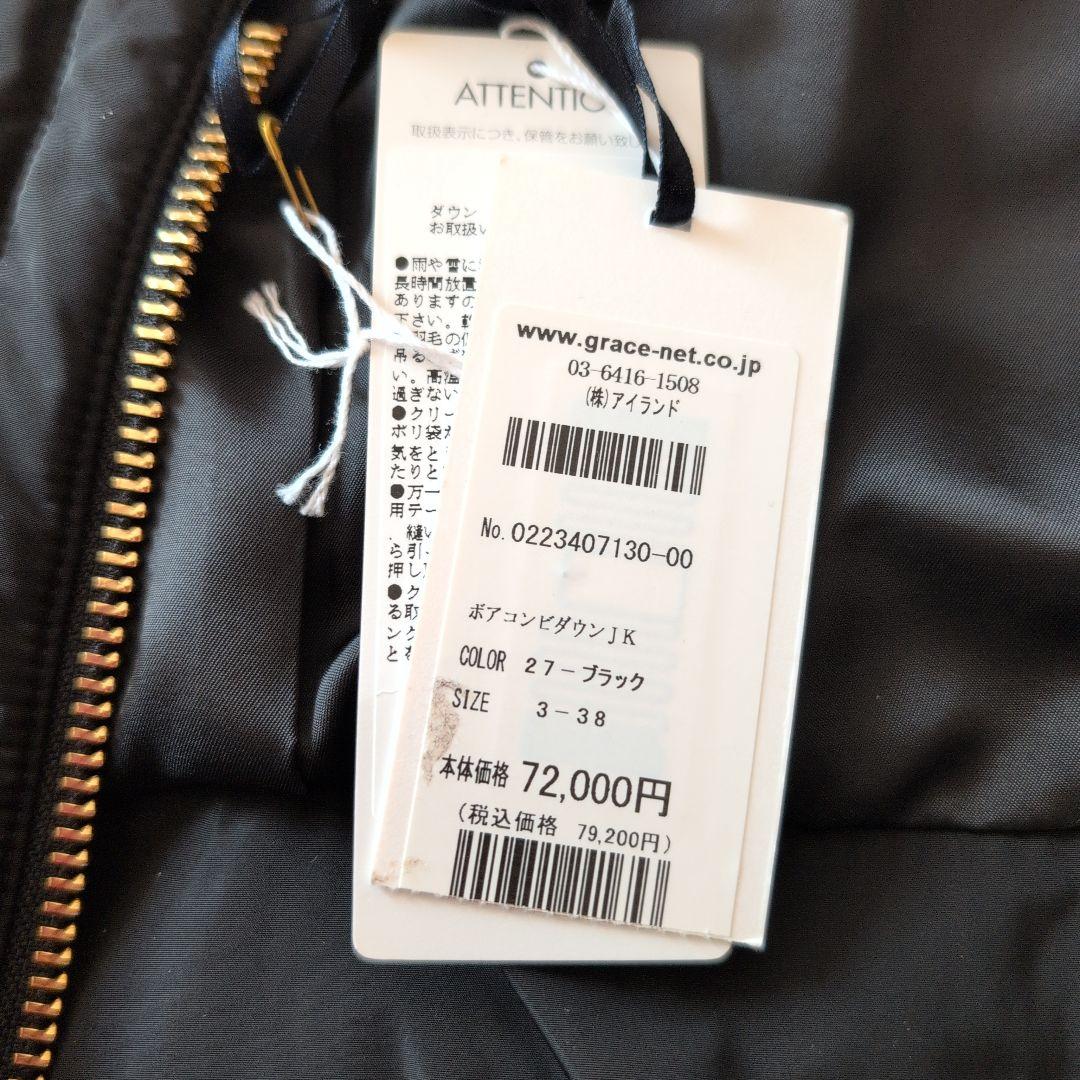 ATTENTIO
取扱表示につき、保管をお願い致し
ダウン
お取扱い
●雨や雪に
長時間放置
ありますの
下さい。
羽毛の
吊る
い。高温
過ぎない
●クリー
ポリ袋
気をと
たりと
●万一
用テー
縫い
ら引
押し
●ク
る取
ンク
とを
www.grace-net.co.jp
03-6416-1508
(株)アイランド
No. 0223407130-00
ボアコンビダウンJK
COLOR 27-ブラック
SIZE 3-38
本体価格 72,000円
(税込価格 79,200円)